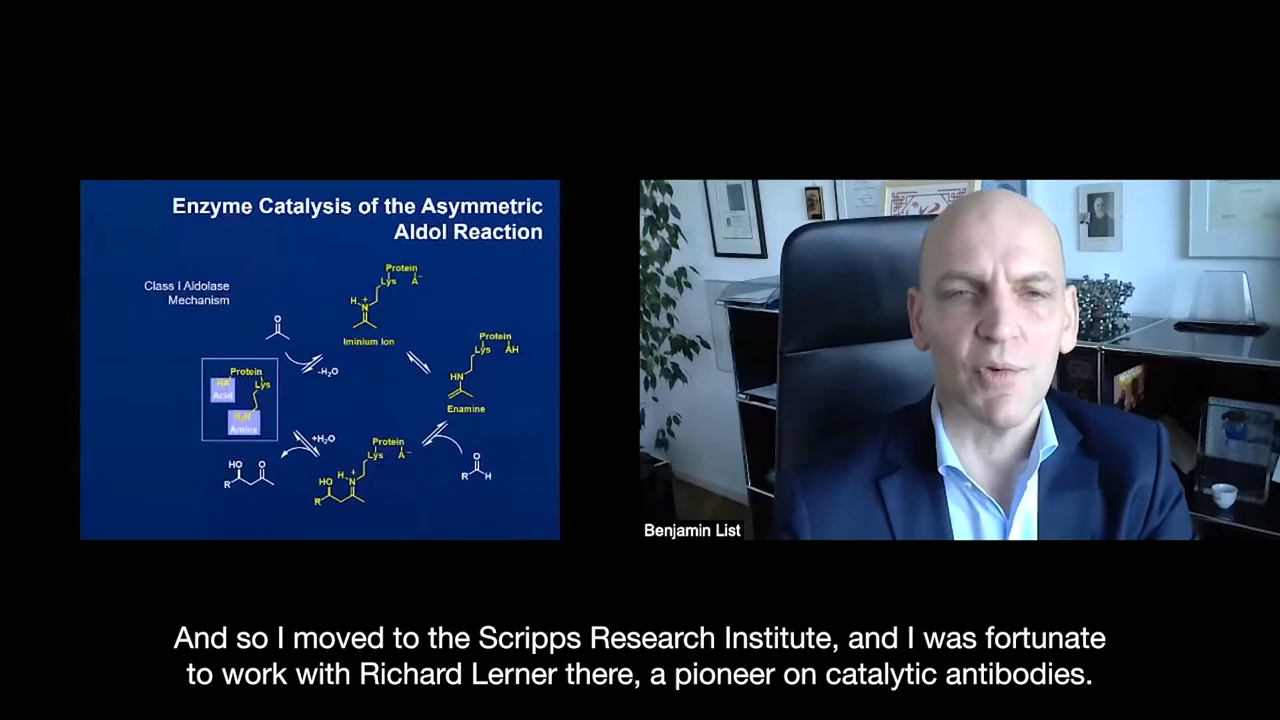 Enzyme Catalysis of the Asymmetric
Aldol Reaction
Class I Aldolase
Mechanism
Protein
Lys A⁻
H + N
Iminium Ion
O
-H₂O
Protein
Lys AH
HN
Enamine
Protein
HA Lys
Acid
H₂N
Amine
+H₂O
Protein
Lys A⁻
HO H + N
R
HO O
R
O
R H
Benjamin List
And so I moved to the Scripps Research Institute, and I was fortunate
to work with Richard Lerner there, a pioneer on catalytic antibodies.